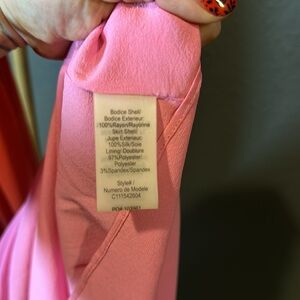 Bodice Shell/
Bodice Exterieur:
100%Rayon/Rayonne
Skirt Shell/
Jupe Exterieur:
100%Silk/Soie
Lining/ Doublure
97%Polyester/
Polyester
3%Spandex/Spandex
Style# /
Numero de Modele
C111542604